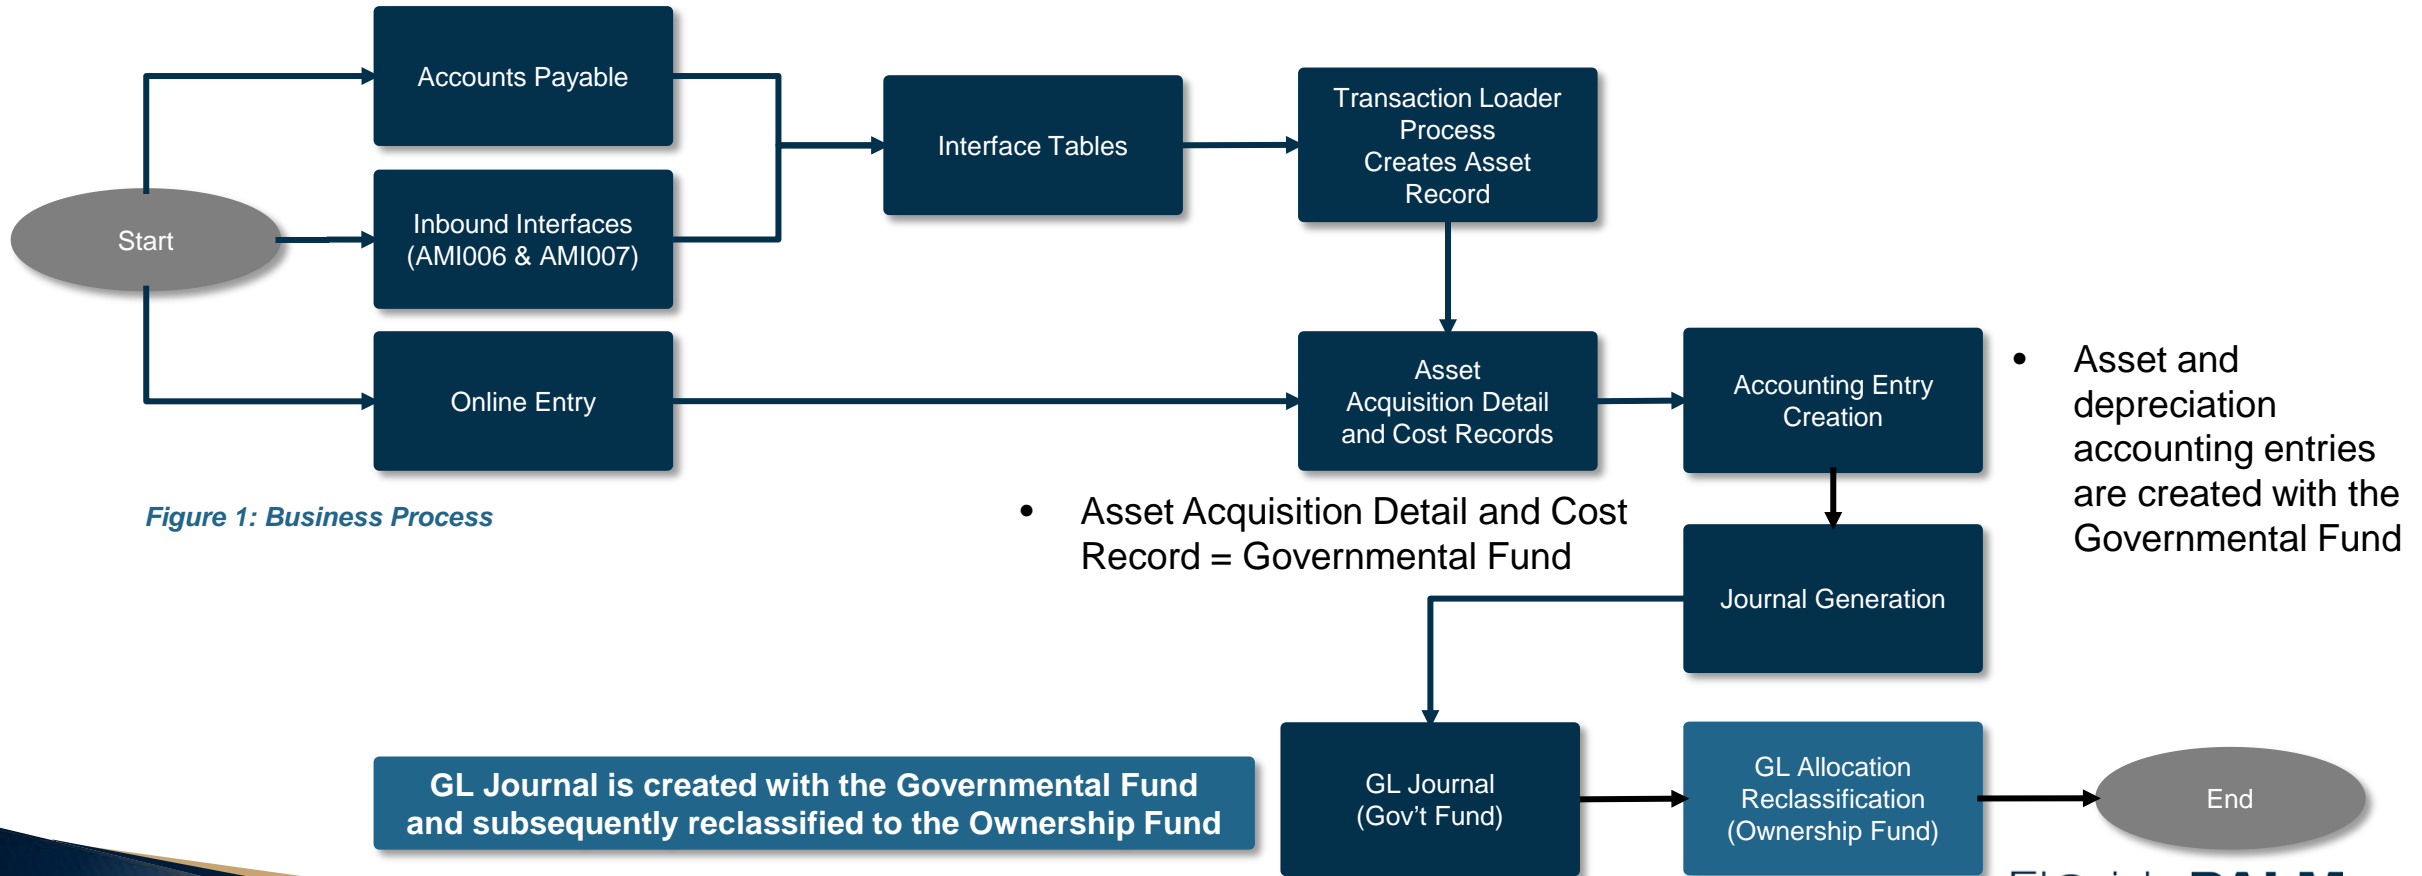 Accounts Payable
Interface Tables
Transaction Loader
Process
Creates Asset
Record
Start
Inbound Interfaces
(AMI006 & AMI007)
Online Entry
Asset
Acquisition Detail
and Cost Records
Accounting Entry
Creation
• Asset and
depreciation
accounting entries
are created with the
Governmental Fund
Figure 1: Business Process
• Asset Acquisition Detail and Cost
Record = Governmental Fund
Journal Generation
GL Journal is created with the Governmental Fund
and subsequently reclassified to the Ownership Fund
GL Journal
(Gov’t Fund)
GL Allocation
Reclassification
(Ownership Fund)
End